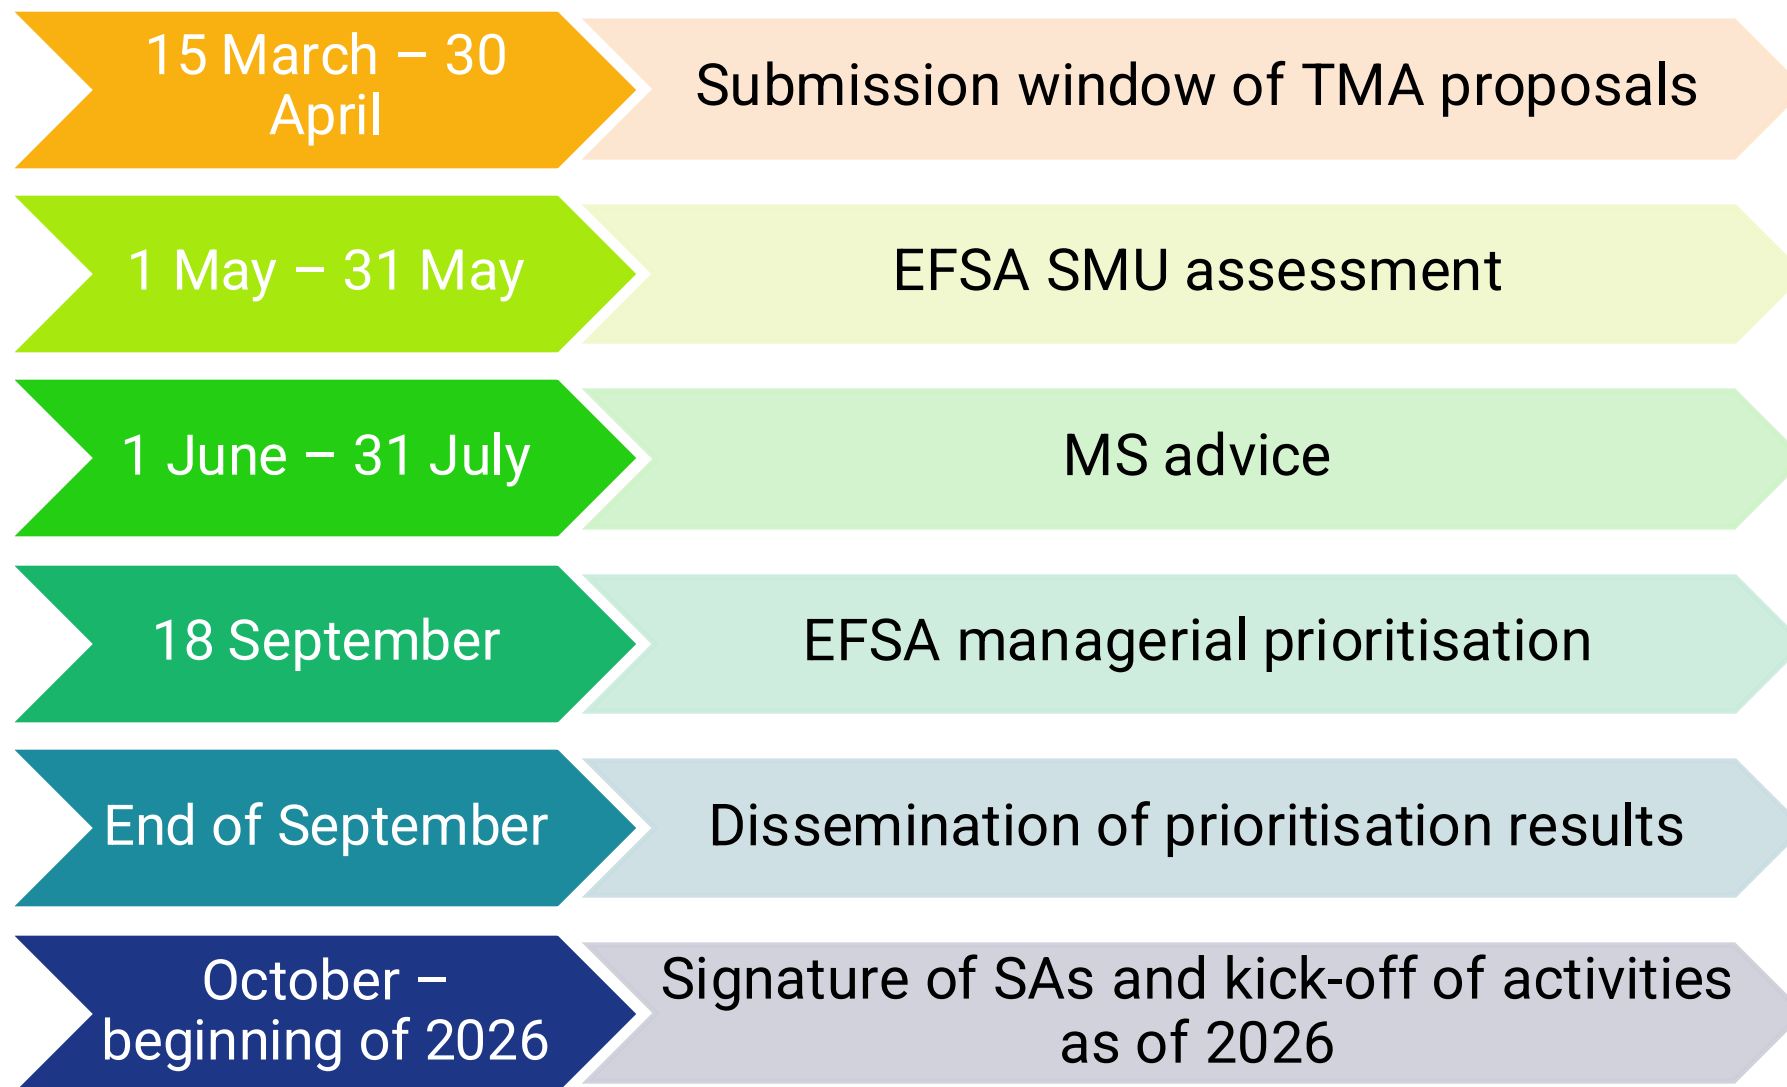 15 March – 30
April
Submission window of TMA proposals
1 May – 31 May
EFSA SMU assessment
1 June – 31 July
MS advice
18 September
EFSA managerial prioritisation
End of September
Dissemination of prioritisation results
October –
beginning of 2026
Signature of SAs and kick-off of activities
as of 2026